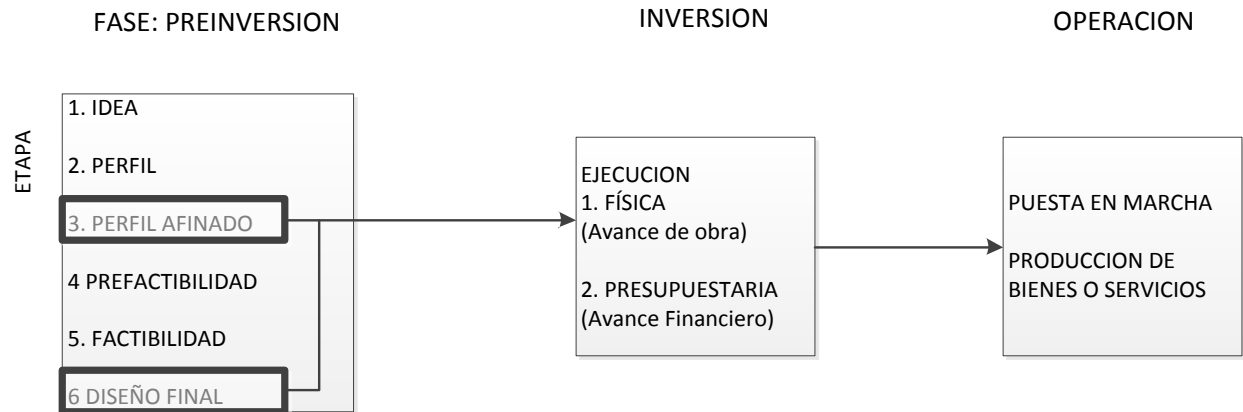 FASE: PREINVERSION
INVERSION
OPERACION
ETAPA
1. IDEA
2. PERFIL
3. PERFIL AFINADO
4 PREFACTIBILIDAD
5. FACTIBILIDAD
6 DISEÑO FINAL
EJECUCION
1. FÍSICA
(Avance de obra)
2. PRESUPUESTARIA
(Avance Financiero)
PUESTA EN MARCHA
PRODUCCION DE
BIENES O SERVICIOS